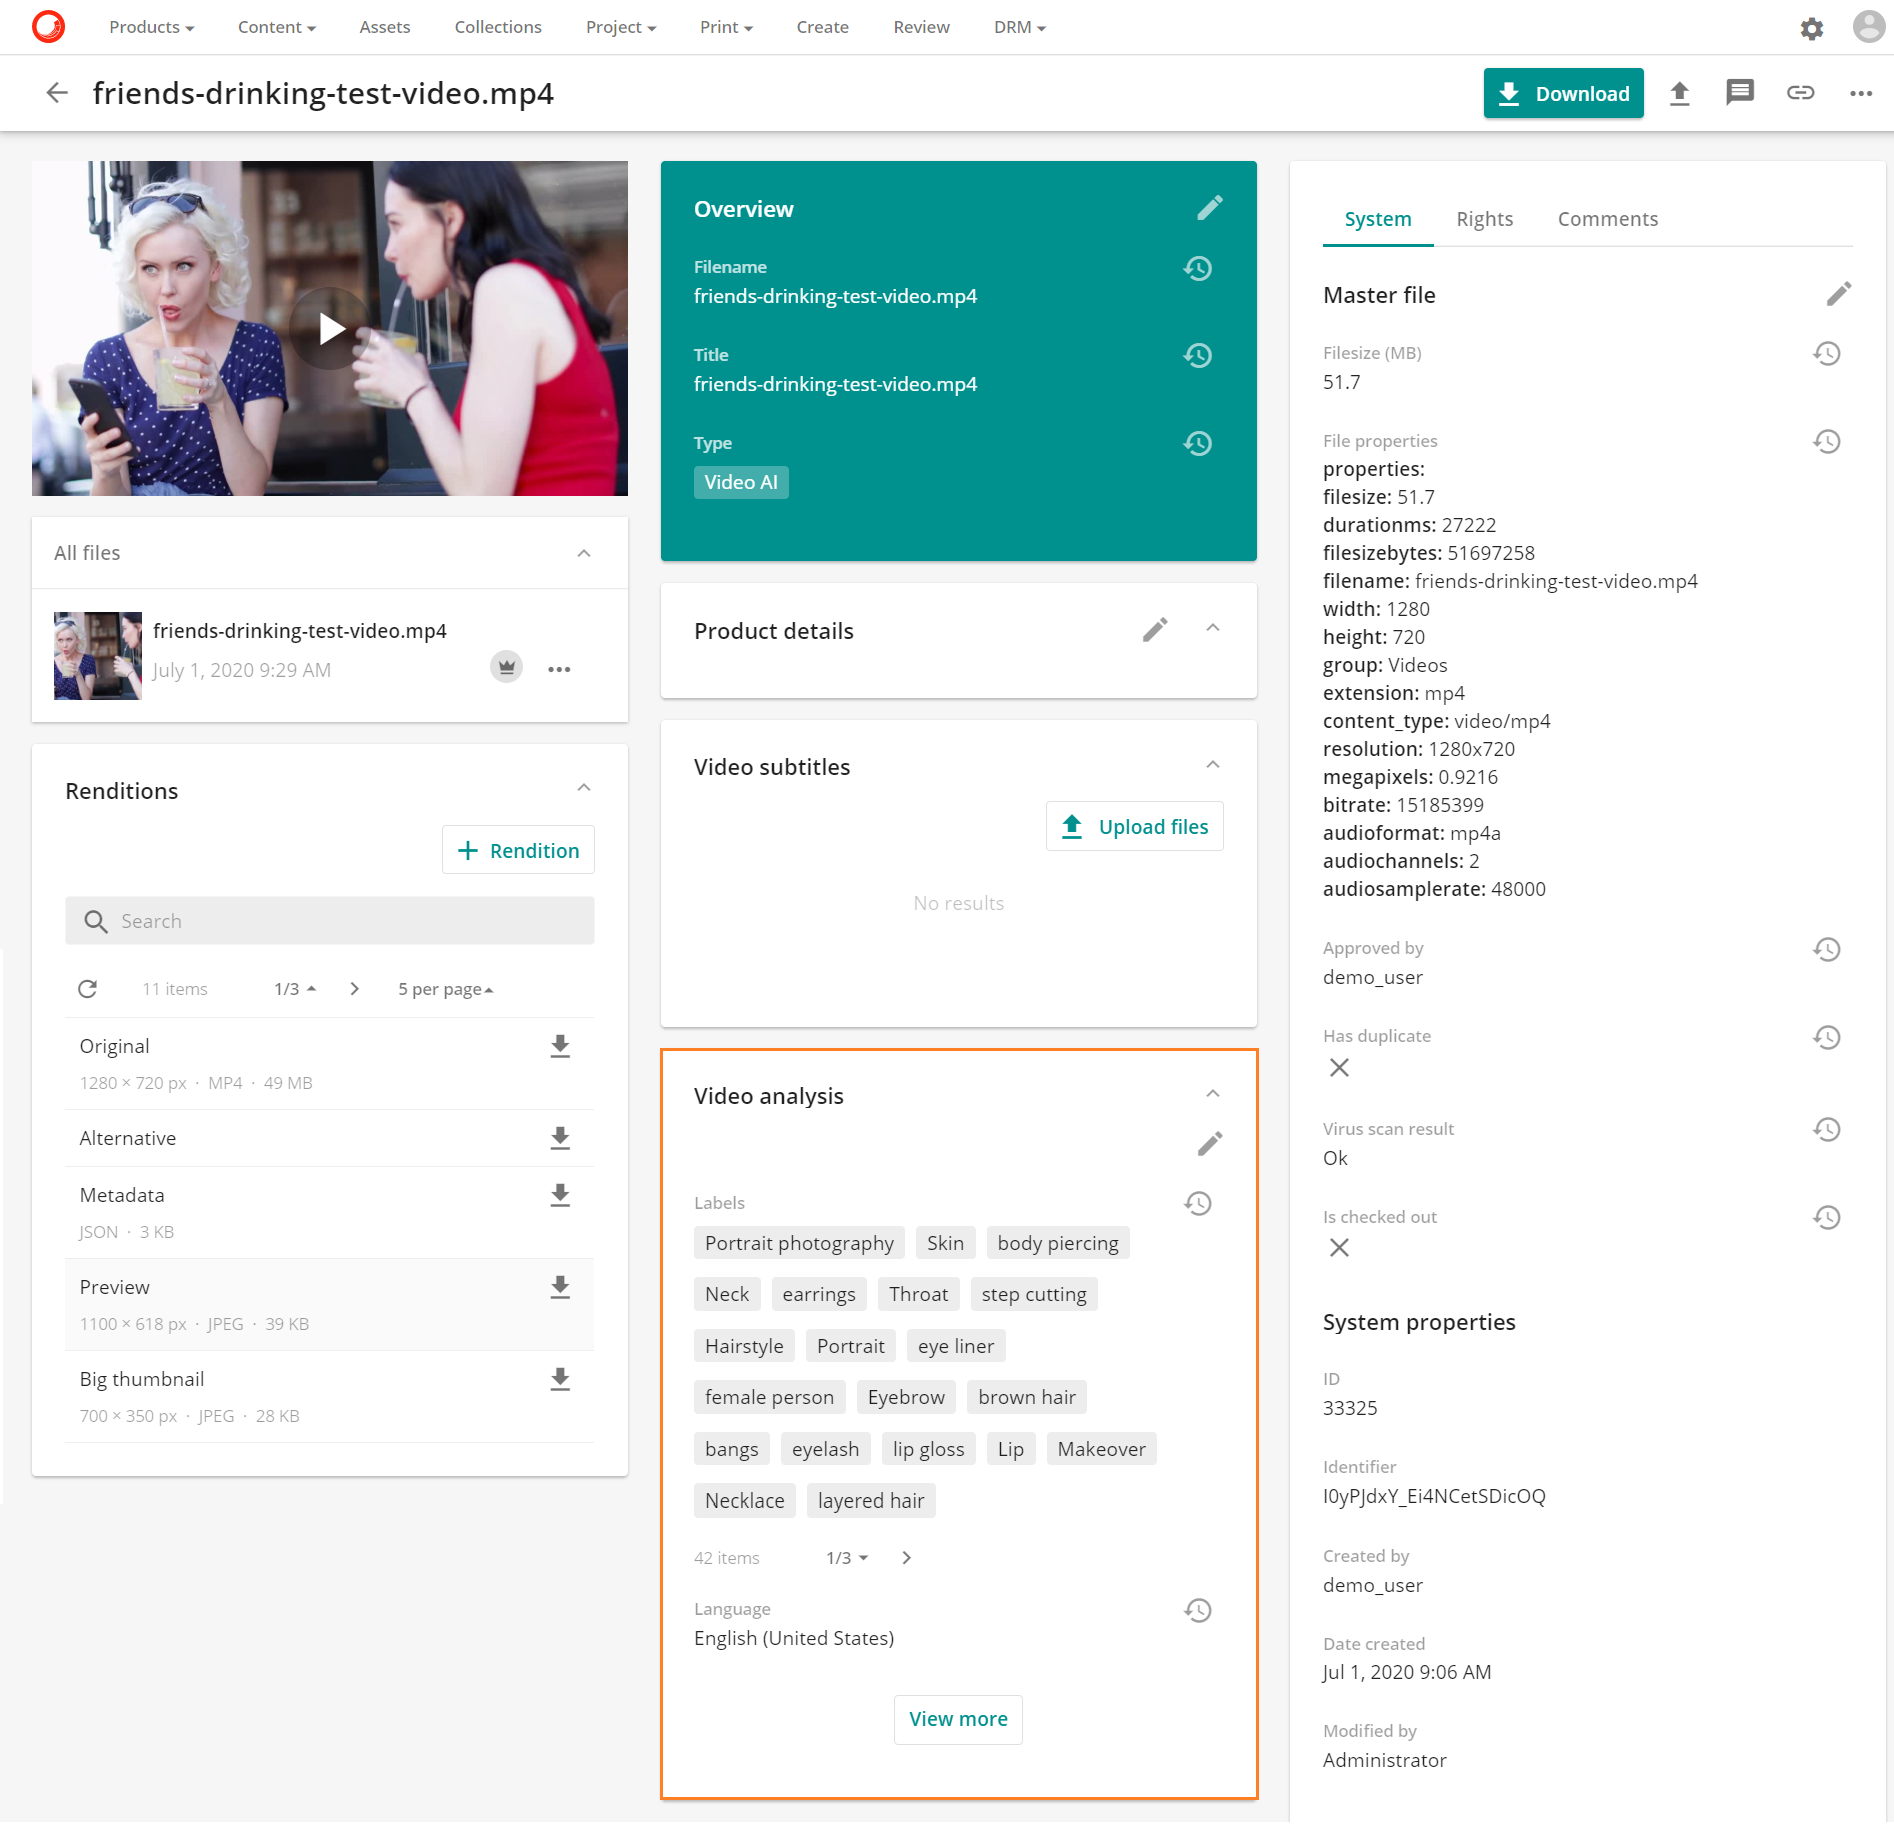 Products
Content
Assets
Collections
Project
Print
Create
Review
DRM
friends-drinking-test-video.mp4
Download
All files
friends-drinking-test-video.mp4
July 1, 2020 9:29 AM
Renditions
Rendition
Search
11 items
1/3
5 per page
Original
1280 × 720 px · MP4 · 49 MB
Alternative
Metadata
JSON · 3 KB
Preview
1100 × 618 px · JPEG · 39 KB
Big thumbnail
700 × 350 px · JPEG · 28 KB
Overview
Filename
friends-drinking-test-video.mp4
Title
friends-drinking-test-video.mp4
Type
Video AI
Product details
Video subtitles
Upload files
No results
Video analysis
Labels
Portrait photography Skin body piercing
Neck earrings Throat step cutting
Hairstyle Portrait eye liner
female person Eyebrow brown hair
bangs eyelash lip gloss Lip Makeover
Necklace layered hair
42 items 1/3
Language
English (United States)
View more
System Rights Comments
Master file
Filesize (MB)
51.7
File properties
properties:
filesize: 51.7
durationms: 27222
filesizebytes: 51697258
filename: friends-drinking-test-video.mp4
width: 1280
height: 720
group: Videos
extension: mp4
content_type: video/mp4
resolution: 1280x720
megapixels: 0.9216
bitrate: 15185399
audioformat: mp4a
audiochannels: 2
audiosamplerate: 48000
Approved by
demo_user
Has duplicate
Virus scan result
Ok
Is checked out
System properties
ID
33325
Identifier
I0yPJdxY_Ei4NCetSDicOQ
Created by
demo_user
Date created
Jul 1, 2020 9:06 AM
Modified by
Administrator